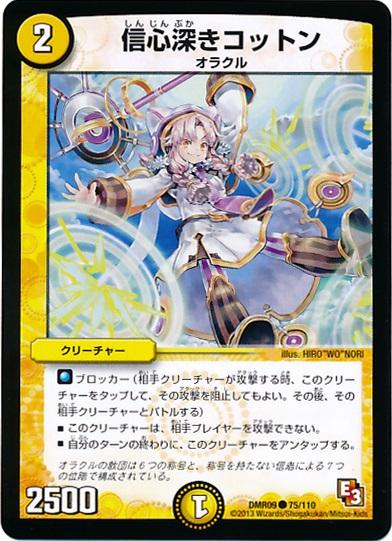 2
しんじんぶか
信心深きコットン
オラクル
クリーチャー
illus. HIRO"WO"NORI
ブロッカー(相手クリーチャーが攻撃する時、このクリ
ーチャーをタップして、その攻撃を阻止してもよい。その後、その
相手クリーチャーとバトルする)
■ このクリーチャーは、相手プレイヤーを攻撃できない。
■ 自分のターンの終わりに、このクリーチャーをアンタップする。
オラクルの教団は6つの称号と、称号を持たない信者による7つ
の位階で構成されている。
2500
1
DMR09 ● 75/110
©2013 Wizards/Shogakukan/Mitsui-Kids
E3